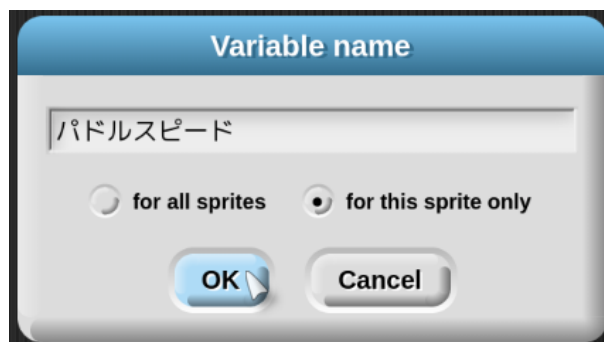 Variable name
パドルスピード
for all sprites for this sprite only
OK Cancel